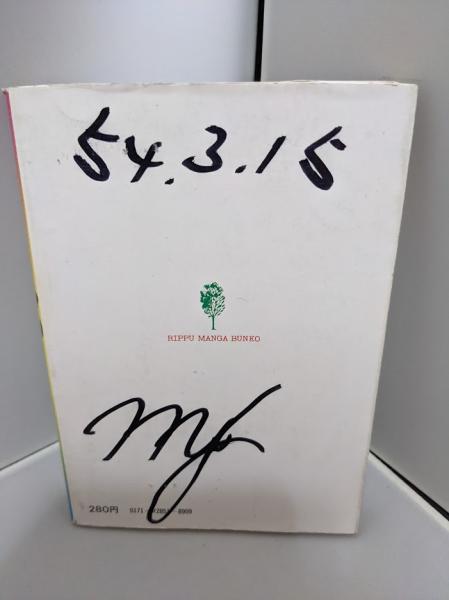 54.3.15
RIPPU MANGA BUNKO
280円